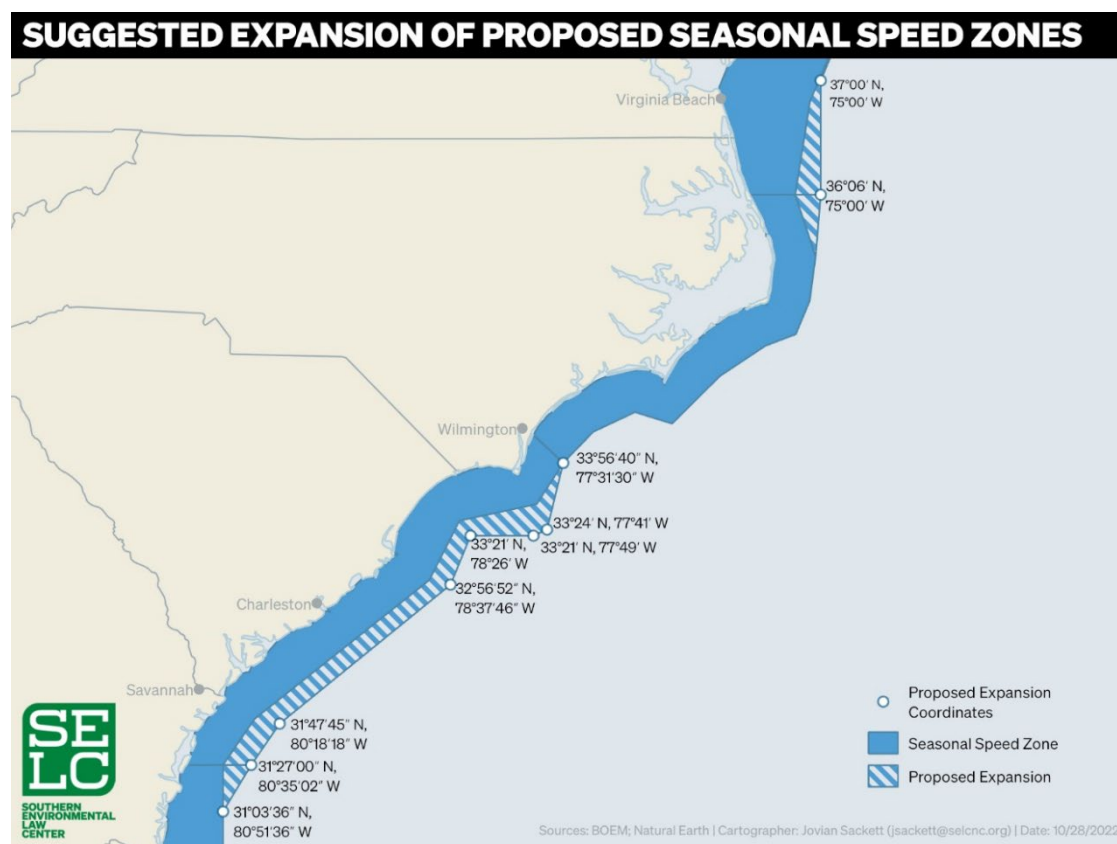 SUGGESTED EXPANSION OF PROPOSED SEASONAL SPEED ZONES
Virginia Beach
37°00' N,
75°00' W
36°06' N,
75°00' W
Wilmington
33°56'40" N,
77°31'30" W
33°24' N, 77°41' W
33°21' N,
78°26' W
33°21' N, 77°49' W
32°56'52" N,
78°37'46" W
Charleston
Savannah
31°47'45" N,
80°18'18" W
31°27'00" N,
80°35'02" W
31°03'36" N,
80°51'36" W
Proposed Expansion
Coordinates
Seasonal Speed Zone
Proposed Expansion
SE
LC
SOUTHERN
ENVIRONMENTAL
LAW
CENTER
Sources: BOEM; Natural Earth | Cartographer: Jovian Sackett (jsackett@selcnc.org) | Date: 10/28/2022